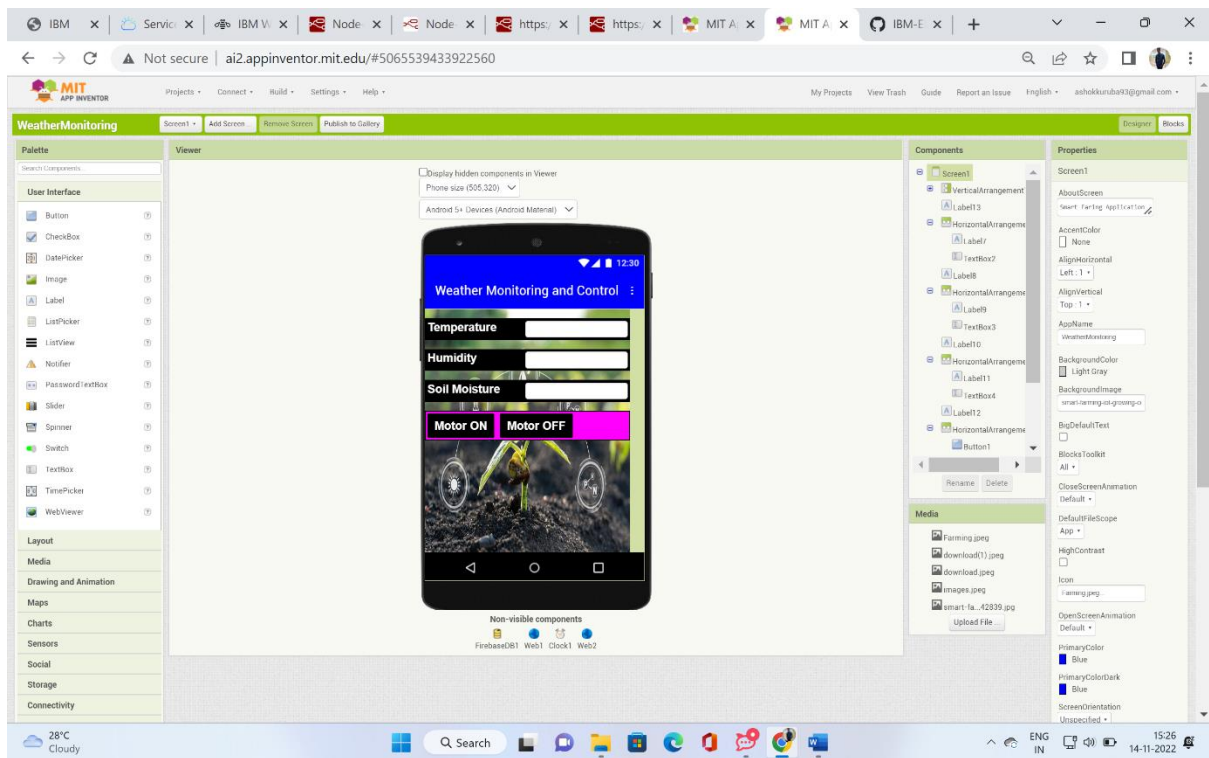 IBM
Servic
IBM W
Node-
Node-
https:/
https:/
MIT A
MIT A
IBM-E
Not secure | ai2.appinventor.mit.edu/#5065539433922560
MIT
APP INVENTOR
Projects
Connect
Build
Settings
Help
My Projects
View Trash
Guide
Report an Issue
English
ashokkuruba93@gmail.com
WeatherMonitoring
Screen1
Add Screen ...
Remove Screen
Publish to Gallery
Designer
Blocks
Palette
Search Components...
User Interface
Button
CheckBox
DatePicker
Image
Label
ListPicker
ListView
Notifier
PasswordTextBox
Slider
Spinner
Switch
TextBox
TimePicker
WebViewer
Layout
Media
Drawing and Animation
Maps
Charts
Sensors
Social
Storage
Connectivity
Viewer
Display hidden components in Viewer
Phone size (505,320)
Android 5+ Devices (Android Material)
12:30
Weather Monitoring and Control
Temperature
Humidity
Soil Moisture
Motor ON
Motor OFF
Non-visible components
FirebaseDB1 Web1 Clock1 Web2
Components
Screen1
VerticalArrangement
Label13
HorizontalArrangeme
Label7
TextBox2
Label8
HorizontalArrangeme
Label9
TextBox3
Label10
HorizontalArrangeme
Label11
TextBox4
Label12
HorizontalArrangeme
Button1
Rename
Delete
Media
Farming.jpeg
download(1).jpeg
download.jpeg
images.jpeg
smart-fa...42839.jpg
Upload File ...
Properties
Screen1
AboutScreen
Smart Faring Application
AccentColor
None
AlignHorizontal
Left : 1
AlignVertical
Top : 1
AppName
WeatherMonitoring
BackgroundColor
Light Gray
BackgroundImage
smart-farming-iot-growing-o
BigDefaultText
BlocksToolkit
All
CloseScreenAnimation
Default
DefaultFileScope
App
HighContrast
Icon
Farming.jpeg...
OpenScreenAnimation
Default
PrimaryColor
Blue
PrimaryColorDark
Blue
ScreenOrientation
Unspecified
28°C
Cloudy
Search
ENG
IN
15:26
14-11-2022